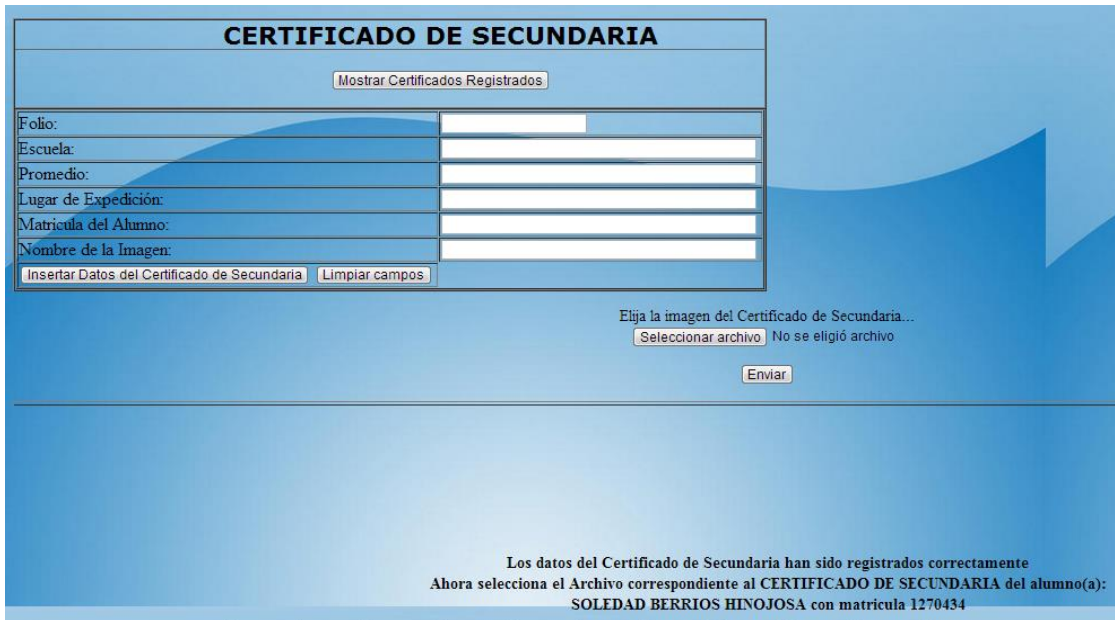 CERTIFICADO DE SECUNDARIA
Mostrar Certificados Registrados
Folio:
Escuela:
Promedio:
Lugar de Expedición:
Matricula del Alumno:
Nombre de la Imagen:
Insertar Datos del Certificado de Secundaria Limpiar campos
Elija la imagen del Certificado de Secundaria...
Seleccionar archivo No se eligió archivo
Enviar
Los datos del Certificado de Secundaria han sido registrados correctamente
Ahora selecciona el Archivo correspondiente al CERTIFICADO DE SECUNDARIA del alumno(a):
SOLEDAD BERRIOS HINOJOSA con matricula 1270434